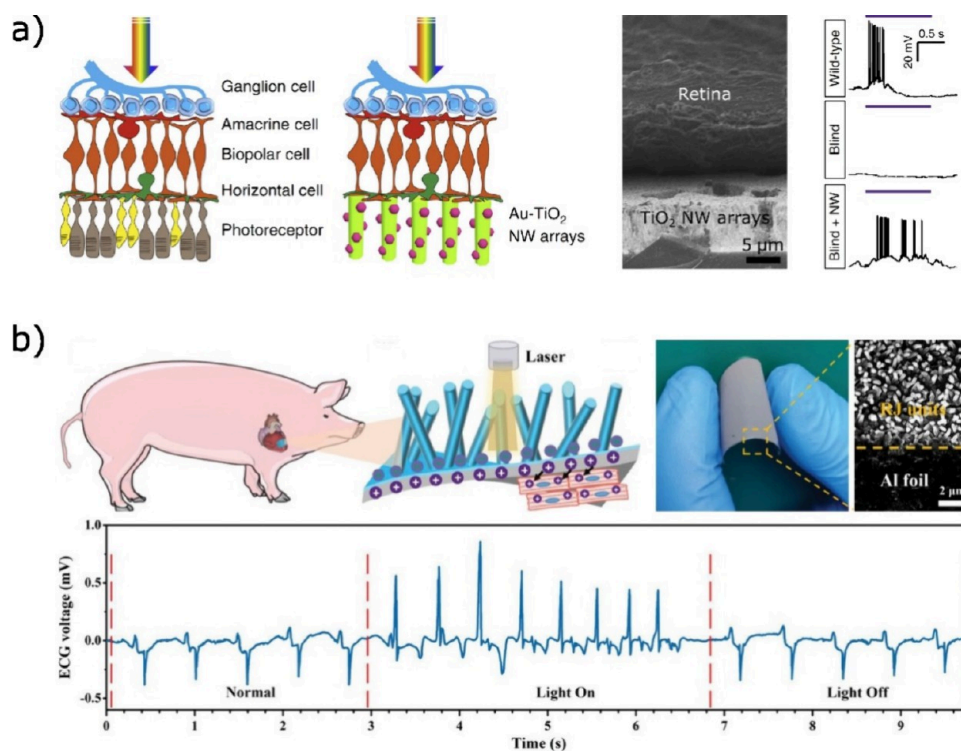 a)
Ganglion cell
Amacrine cell
Biopolar cell
Horizontal cell
Photoreceptor
Au-TiO₂
NW arrays
Retina
TiO₂ NW arrays
5 μm
Wild-type
Blind
Blind + NW
0.5 s
20 mV
b)
Laser
RJ units
Al foil
2 μm
ECG voltage (mV)
1.0
0.5
0.0
-0.5
Normal
Light On
Light Off
0 1 2 3 4 5 6 7 8 9
Time (s)